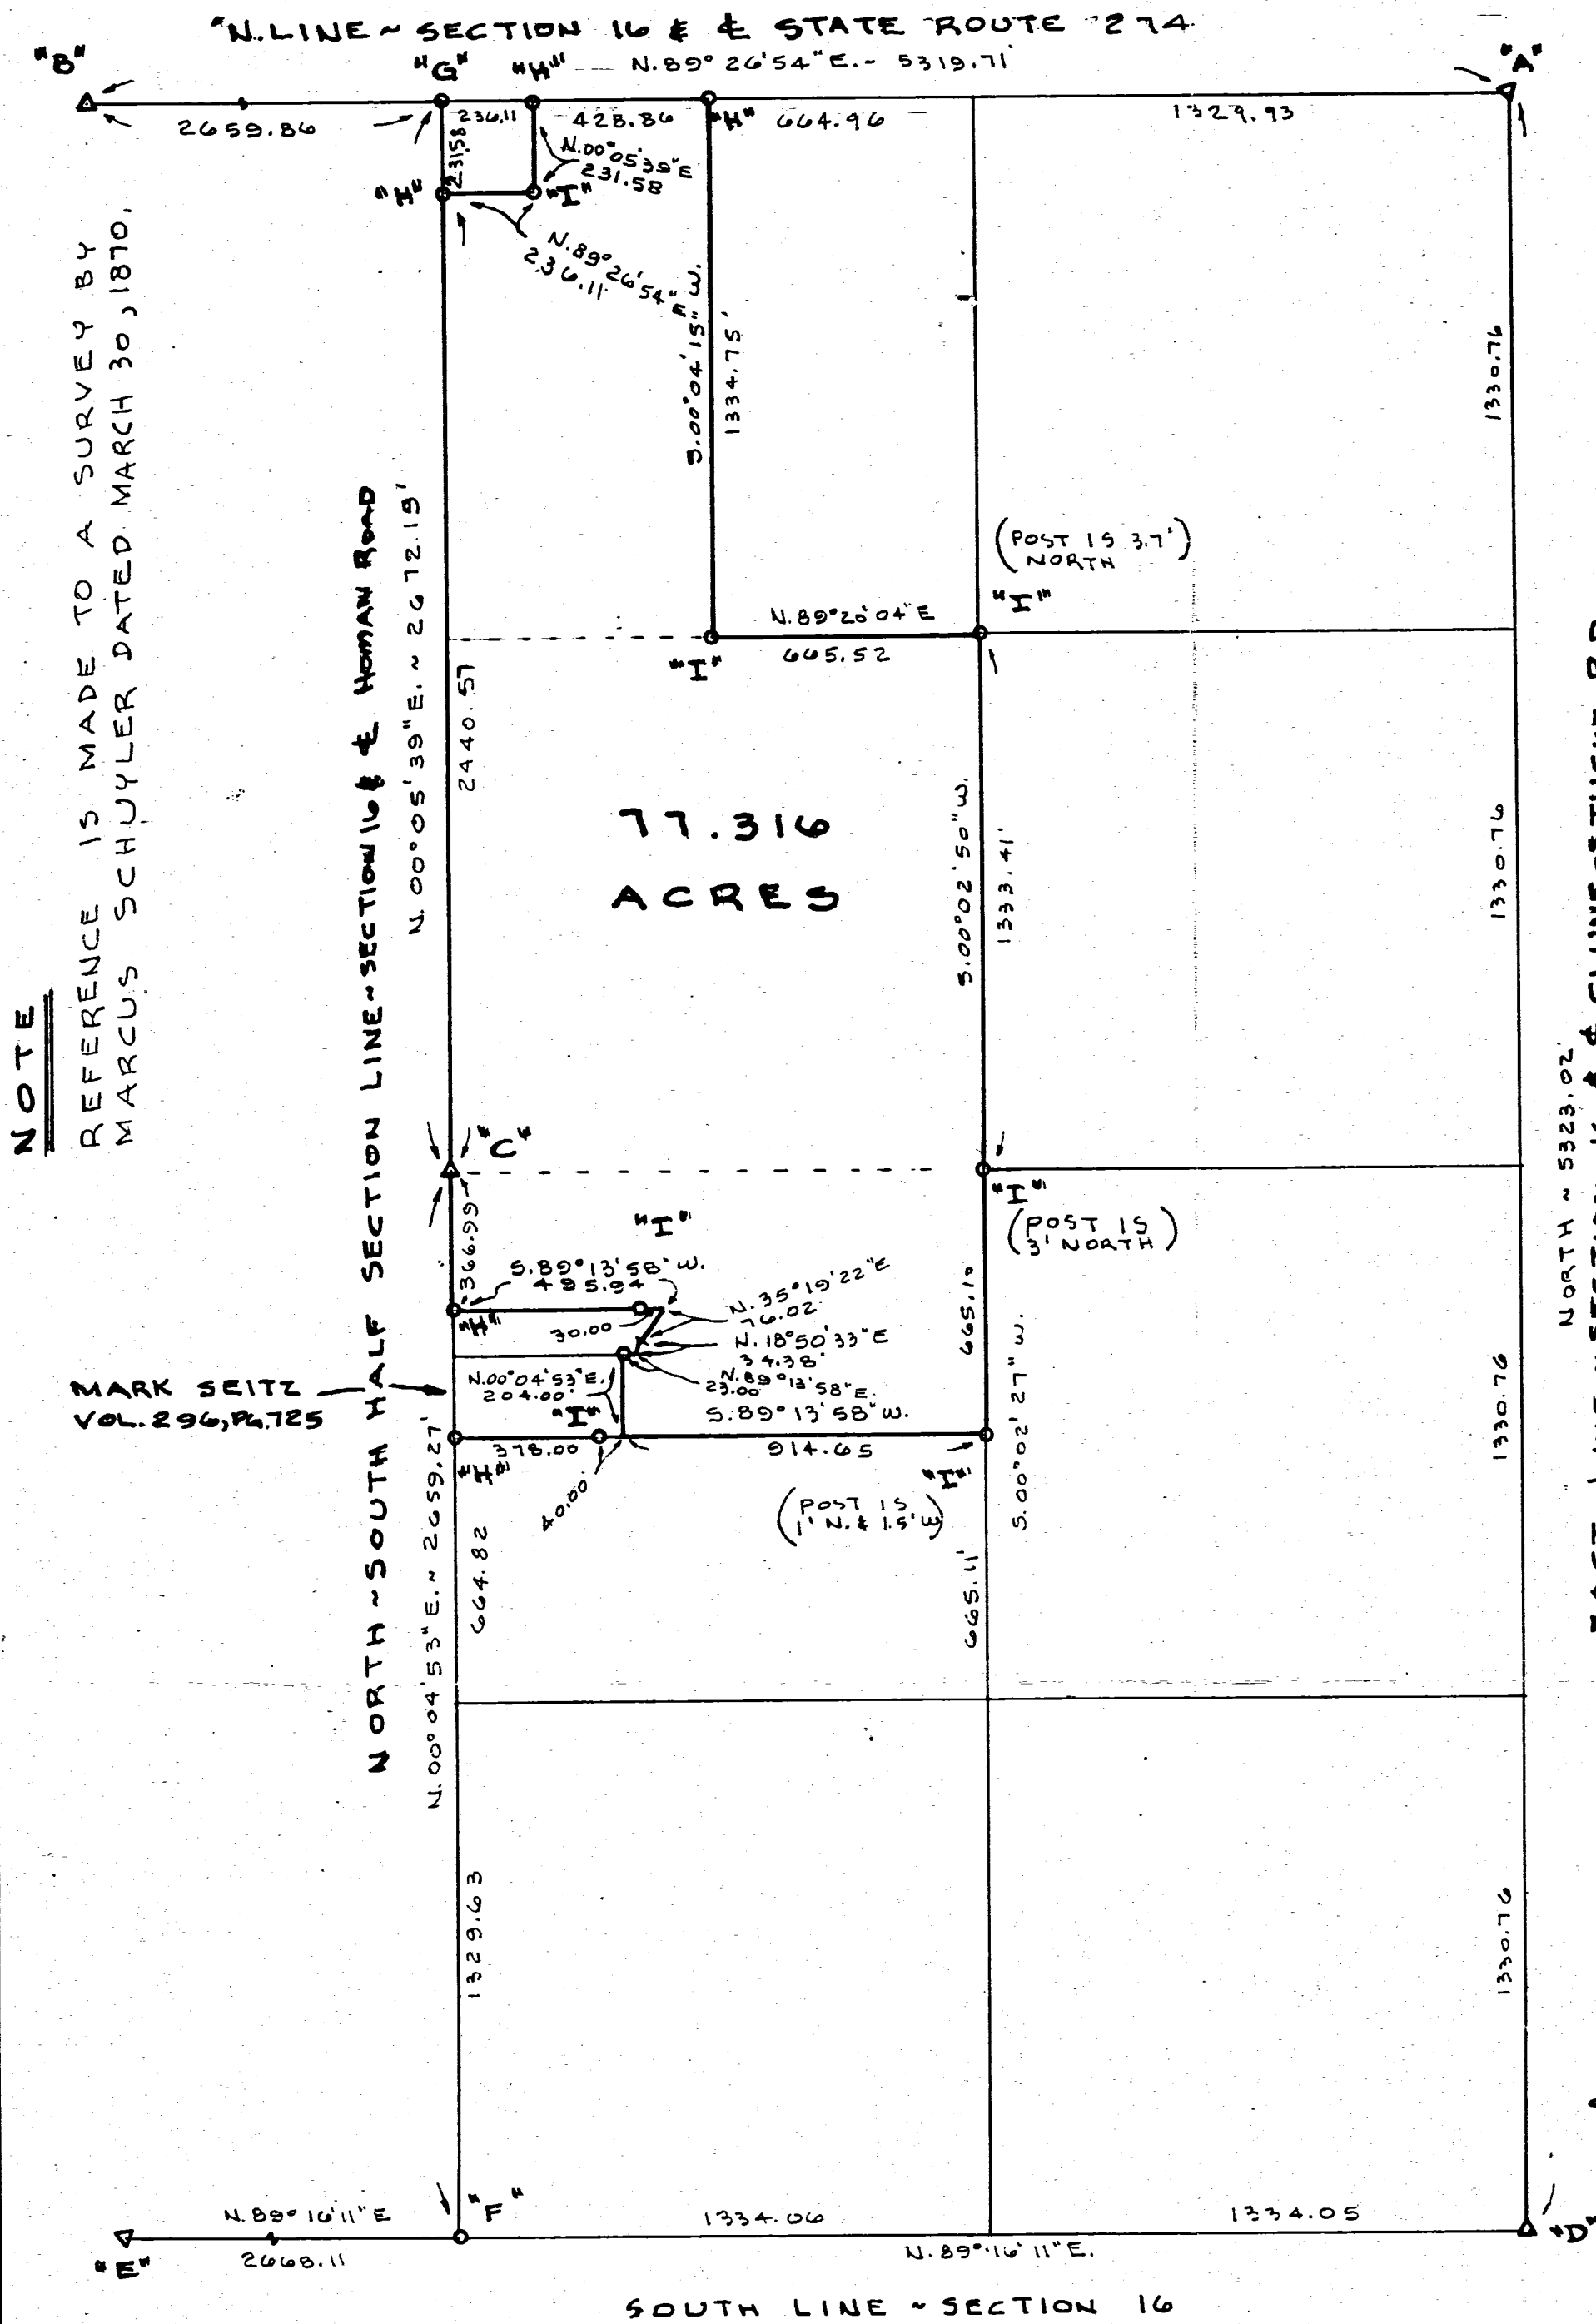 "N. LINE ~ SECTION 16 & ℄ STATE ROUTE 274
"B"
"G"
"H"
N.89° 26'54"E.- 5319.71'
"A"
2659.86
236.11
428.86
"H"
664.96
1329.93
231.58
N.00°05'39"E
231.58
"H"
"I"
N.89°26'54"E
236.11'
S.00°04'15"W.
1334.75'
1330.76
NOTE
REFERENCE IS MADE TO A SURVEY BY
MARCUS SCHUYLER DATED MARCH 30, 1870.
NORTH ~ SOUTH HALF SECTION LINE ~ SECTION 16 & ℄ HOMAN ROAD
N.00°05'39"E. ~ 2672.15'
2440.57
(POST IS 3.7'
NORTH)
"I"
N.89°20'04"E
665.52
"I"
77.316
ACRES
S.00°02'50"W.
1333.41'
1330.76
NORTH ~ 5323.02'
"C"
366.99
"I"
"I"
(POST IS
3' NORTH)
S.89°13'58"W.
495.94
N.35°19'22"E
76.02
30.00
"H"
N.18°50'33"E
34.38'
N.89°13'58"E.
23.00
N.00°04'53"E.
204.00'
MARK SEITZ
VOL. 296, PG. 725
"I"
S.89°13'58"W.
378.00
914.65
"H"
40.00
"I"
(POST IS
1' N. & 1.5' W)
665.10'
S.00°02'27"W.
1330.76
N.00°04'53"E. ~ 2659.27'
664.82
665.11'
1329.63
1330.76
N.89°16'11"E
"F"
1334.06
1334.05
"E"
2668.11
N.89°16'11"E.
"D"
SOUTH LINE ~ SECTION 16